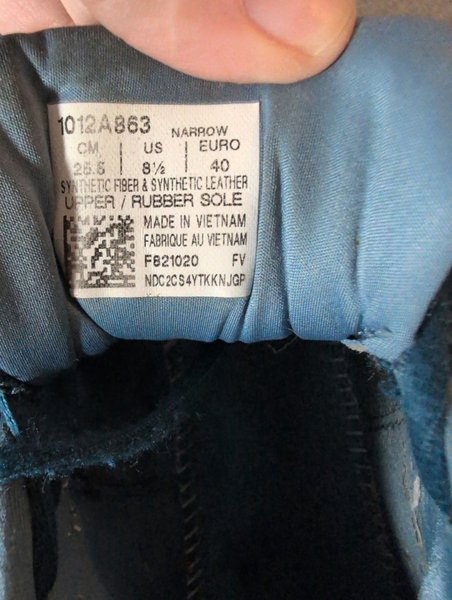 1012A863 NARROW
CM | US | EURO
25.5 | 8½ | 40
SYNTHETIC FIBER & SYNTHETIC LEATHER
UPPER / RUBBER SOLE
MADE IN VIETNAM
FABRIQUE AU VIETNAM
F621020 FV
NDC2CS4YTKKNJGP